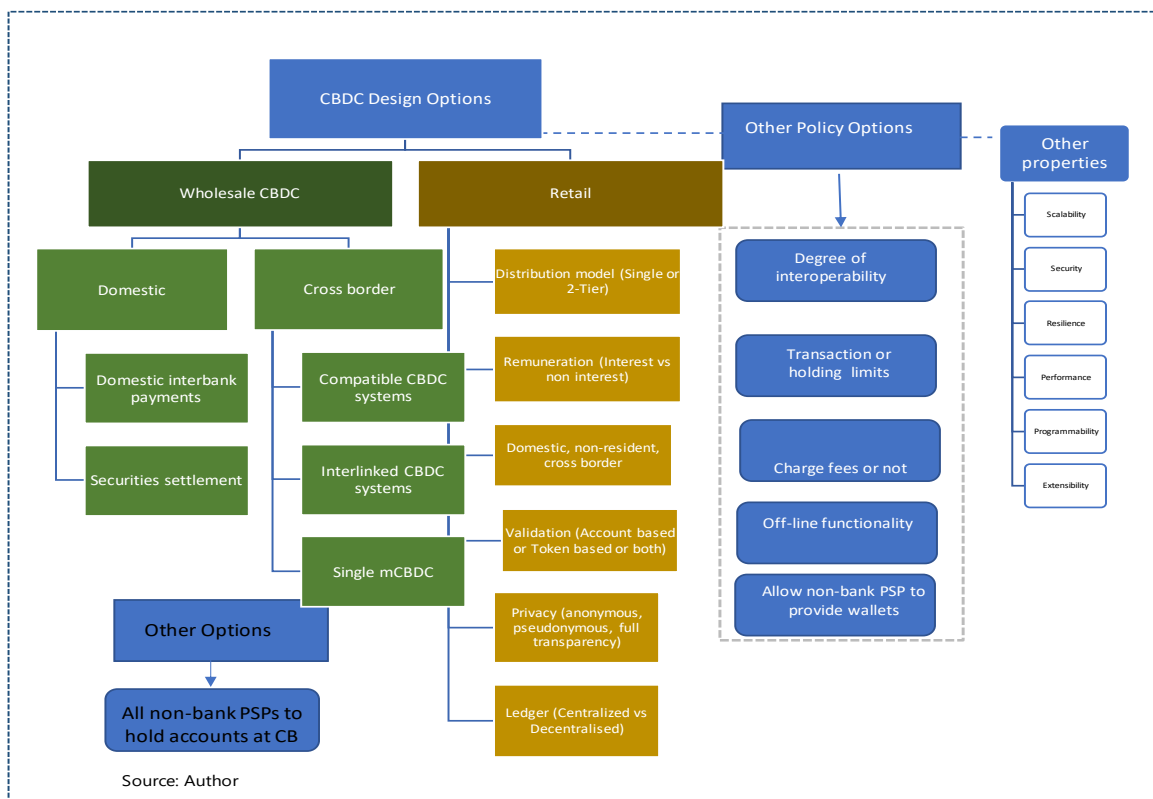 CBDC Design Options
Other Policy Options
Other
properties
Wholesale CBDC
Retail
Scalability
Security
Resilience
Performance
Programmability
Extensibility
Domestic
Cross border
Domestic interbank
payments
Securities settlement
Compatible CBDC
systems
Interlinked CBDC
systems
Single mCBDC
Distribution model (Single or
2-Tier)
Remuneration (Interest vs
non interest)
Domestic, non-resident,
cross border
Validation (Account based
or Token based or both)
Privacy (anonymous,
pseudonymous, full
transparency)
Ledger (Centralized vs
Decentralised)
Degree of
interoperability
Transaction or
holding limits
Charge fees or not
Off-line functionality
Allow non-bank PSP to
provide wallets
Other Options
All non-bank PSPs to
hold accounts at CB
Source: Author